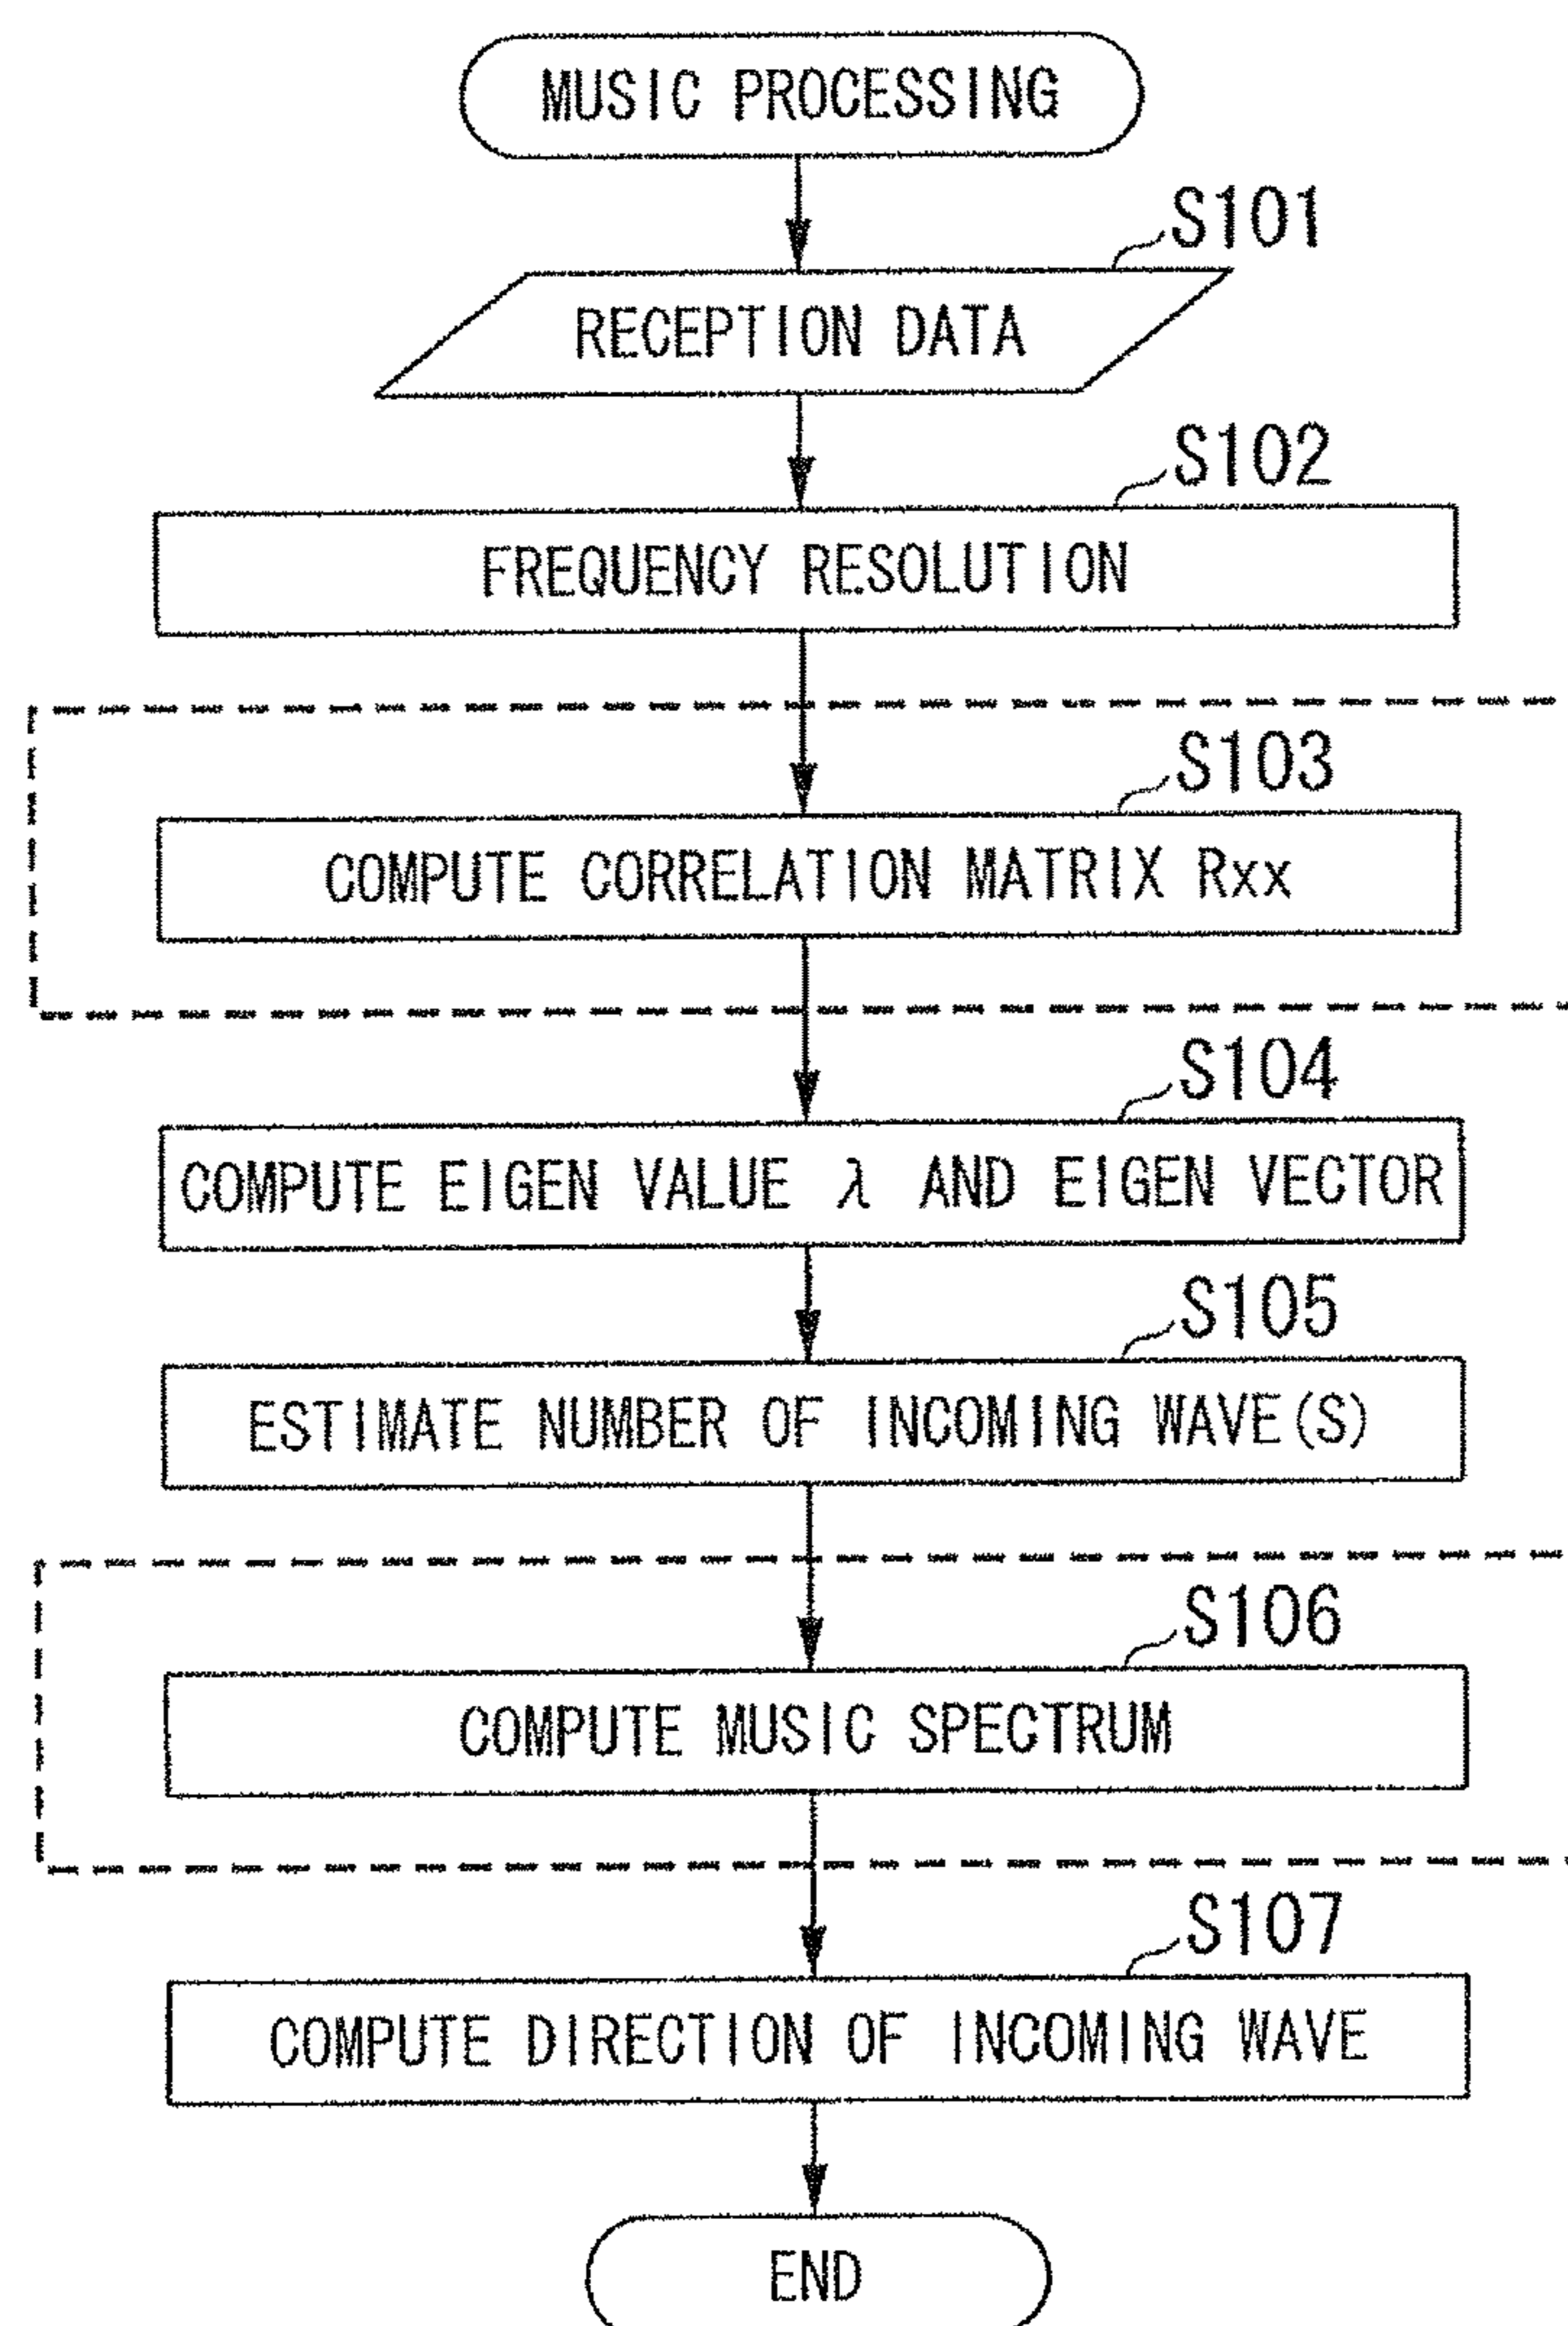 MUSIC PROCESSING
S101
RECEPTION DATA
S102
FREQUENCY RESOLUTION
S103
COMPUTE CORRELATION MATRIX Rxx
S104
COMPUTE EIGEN VALUE λ AND EIGEN VECTOR
S105
ESTIMATE NUMBER OF INCOMING WAVE(S)
S106
COMPUTE MUSIC SPECTRUM
S107
COMPUTE DIRECTION OF INCOMING WAVE
END